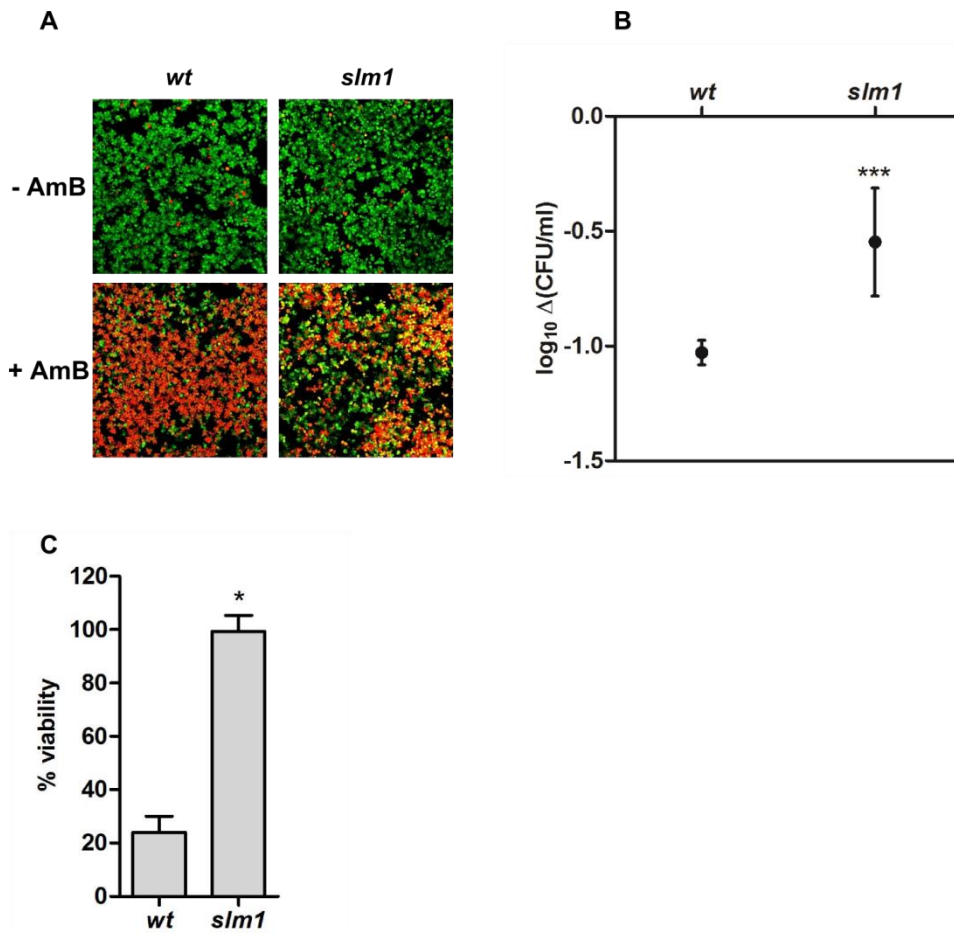 A
wt slm1
- AmB
+ AmB
B
wt slm1
0.0
***
-0.5
-1.0
-1.5
log₁₀ Δ(CFU/ml)
C
120
*
100
80
60
40
20
0
% viability
wt slm1